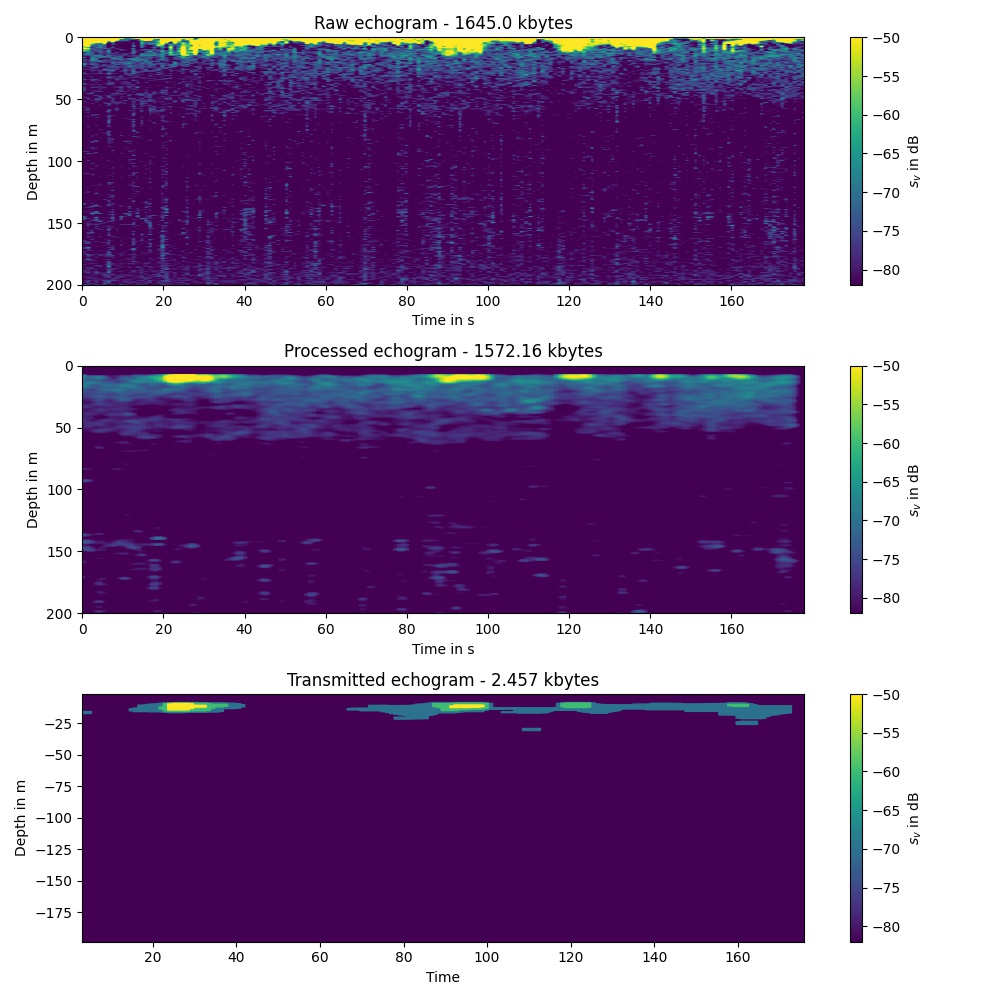 Raw echogram - 1645.0 kbytes
0
50
100
150
200
Depth in m
0 20 40 60 80 100 120 140 160
Time in s
−50
−55
−60
−65
−70
−75
−80
sv in dB
Processed echogram - 1572.16 kbytes
0
50
100
150
200
Depth in m
0 20 40 60 80 100 120 140 160
Time in s
−50
−55
−60
−65
−70
−75
−80
sv in dB
Transmitted echogram - 2.457 kbytes
−25
−50
−75
−100
−125
−150
−175
Depth in m
20 40 60 80 100 120 140 160
Time
−50
−55
−60
−65
−70
−75
−80
sv in dB